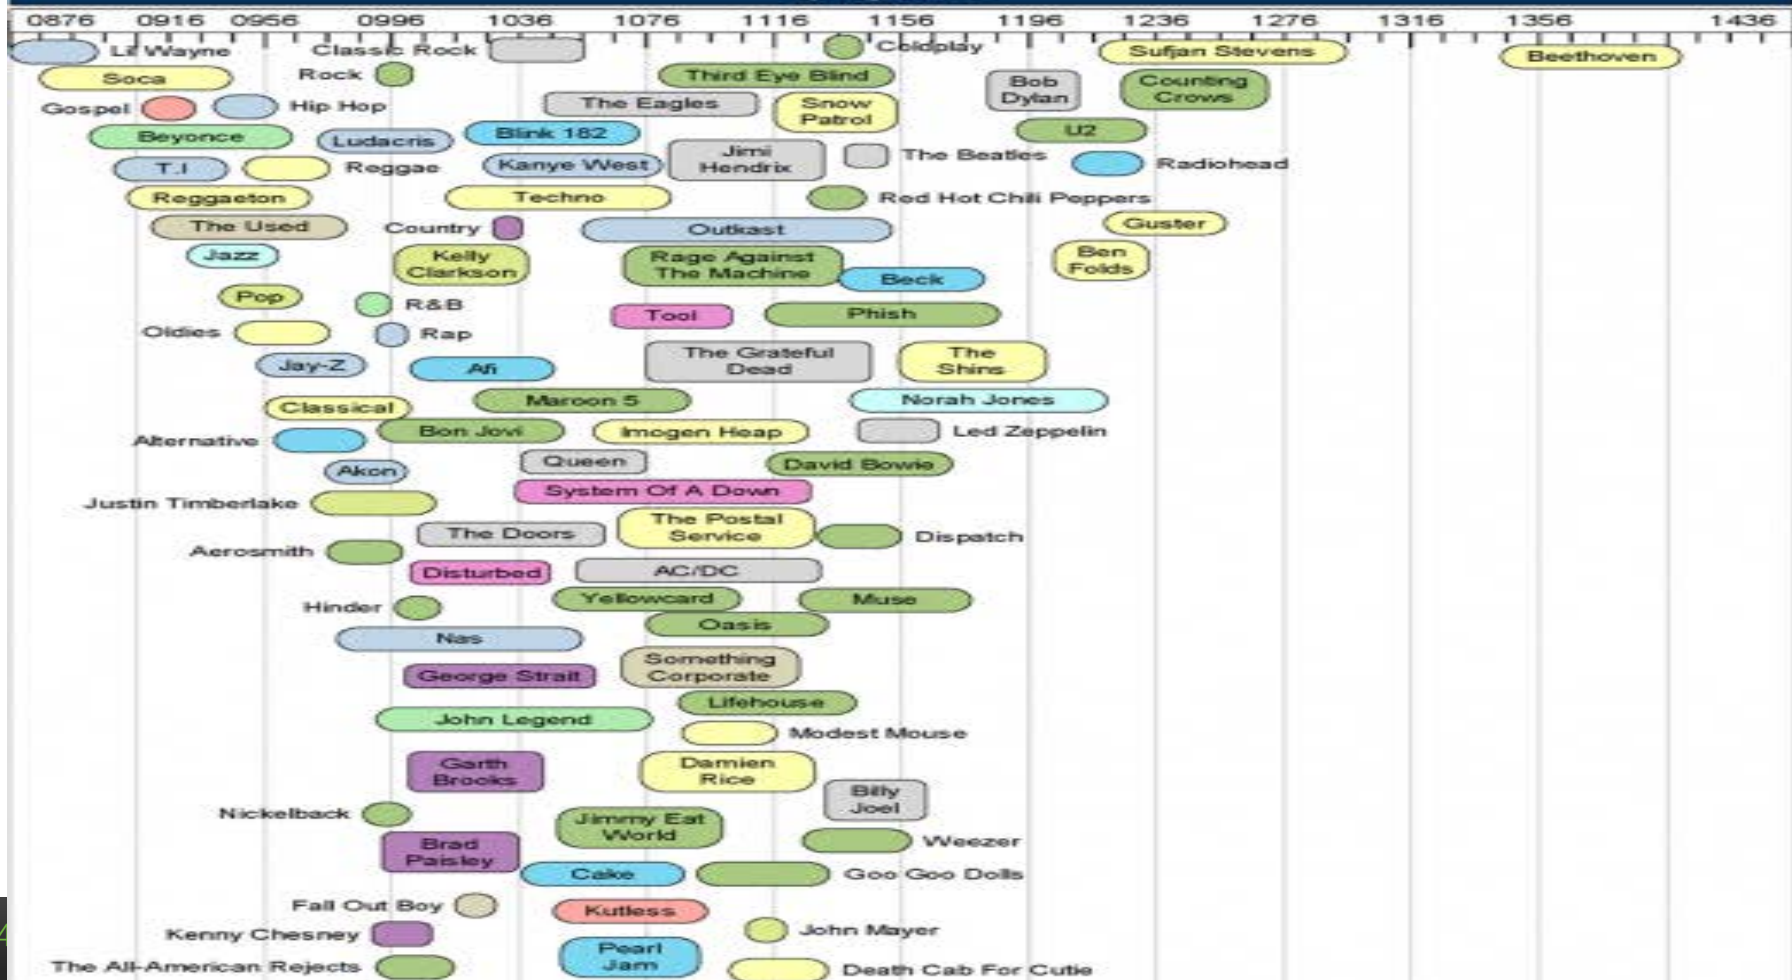 0876 0916 0956 0996 1036 1076 1116 1156 1196 1236 1276 1316 1356 1436
Lil Wayne
Classic Rock
Coldplay
Sufjan Stevens
Beethoven
Soca
Rock
Third Eye Blind
Bob
Dylan
Counting
Crows
Gospel
Hip Hop
The Eagles
Snow
Patrol
Beyonce
Ludacris
Blink 182
U2
T.I
Reggae
Kanye West
Jimi
Hendrix
The Beatles
Radiohead
Reggaeton
Techno
Red Hot Chili Peppers
The Used
Country
Outkast
Guster
Jazz
Kelly
Clarkson
Rage Against
The Machine
Beck
Ben
Folds
Pop
R&B
Tool
Phish
Oldies
Rap
Jay-Z
Afi
The Grateful
Dead
The
Shins
Classical
Maroon 5
Norah Jones
Alternative
Bon Jovi
Imogen Heap
Led Zeppelin
Akon
Queen
David Bowie
Justin Timberlake
System Of A Down
The Doors
The Postal
Service
Dispatch
Aerosmith
Disturbed
AC/DC
Hinder
Yellowcard
Muse
Nas
Oasis
George Strait
Something
Corporate
John Legend
Lifehouse
Modest Mouse
Garth
Brooks
Damien
Rice
Billy
Joel
Nickelback
Jimmy Eat
World
Weezer
Brad
Paisley
Cake
Goo Goo Dolls
Fall Out Boy
Kutless
John Mayer
Kenny Chesney
Pearl
Jam
The All-American Rejects
Death Cab For Cutie